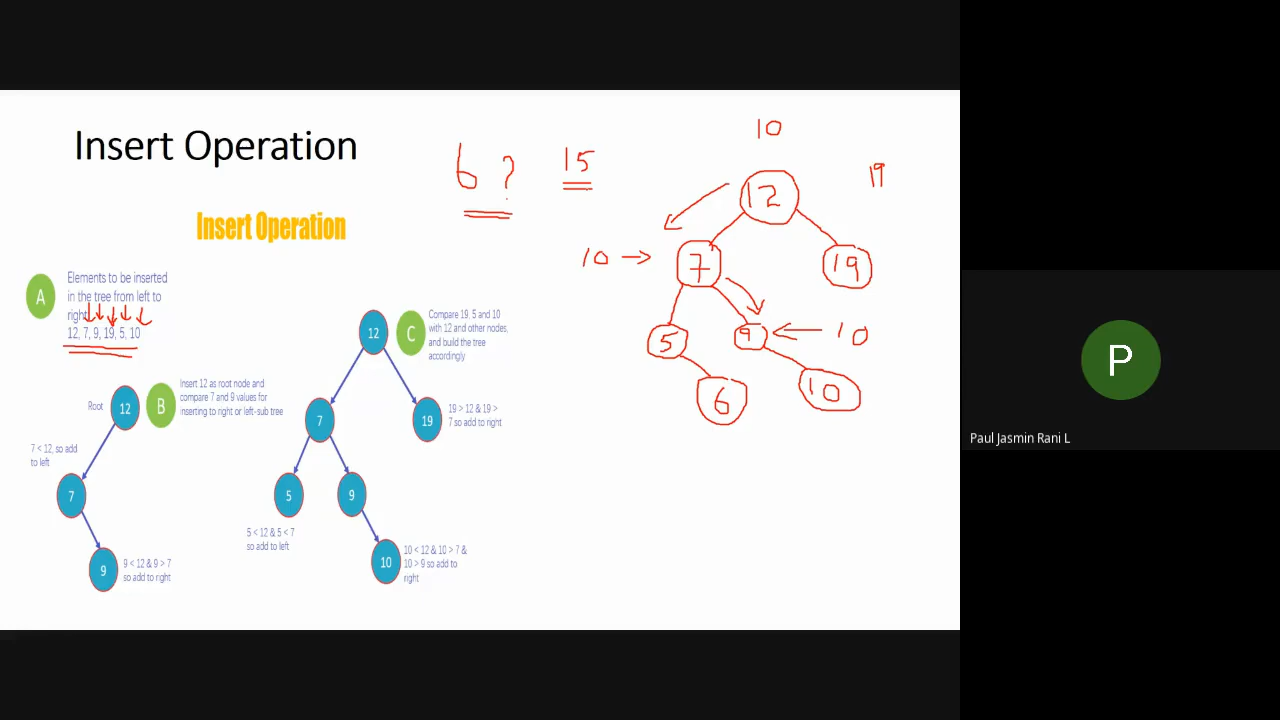 Insert Operation
Insert Operation
A
Elements to be inserted
in the tree from left to
right
12, 7, 9, 19, 5, 10
Root
12
B
Insert 12 as root node and
compare 7 and 9 values for
inserting to right or left-sub tree
7 < 12, so add
to left
7
9
9 < 12 & 9 > 7
so add to right
12
C
Compare 19, 5 and 10
with 12 and other nodes,
and build the tree
accordingly
7
19
19 > 12 & 19 >
7 so add to right
5
9
5 < 12 & 5 < 7
so add to left
10
10 < 12 & 10 > 7 &
10 > 9 so add to
right
6 ?
15
10
12
19
10 →
7
19
5
9
10
6
10
P
Paul Jasmin Rani L